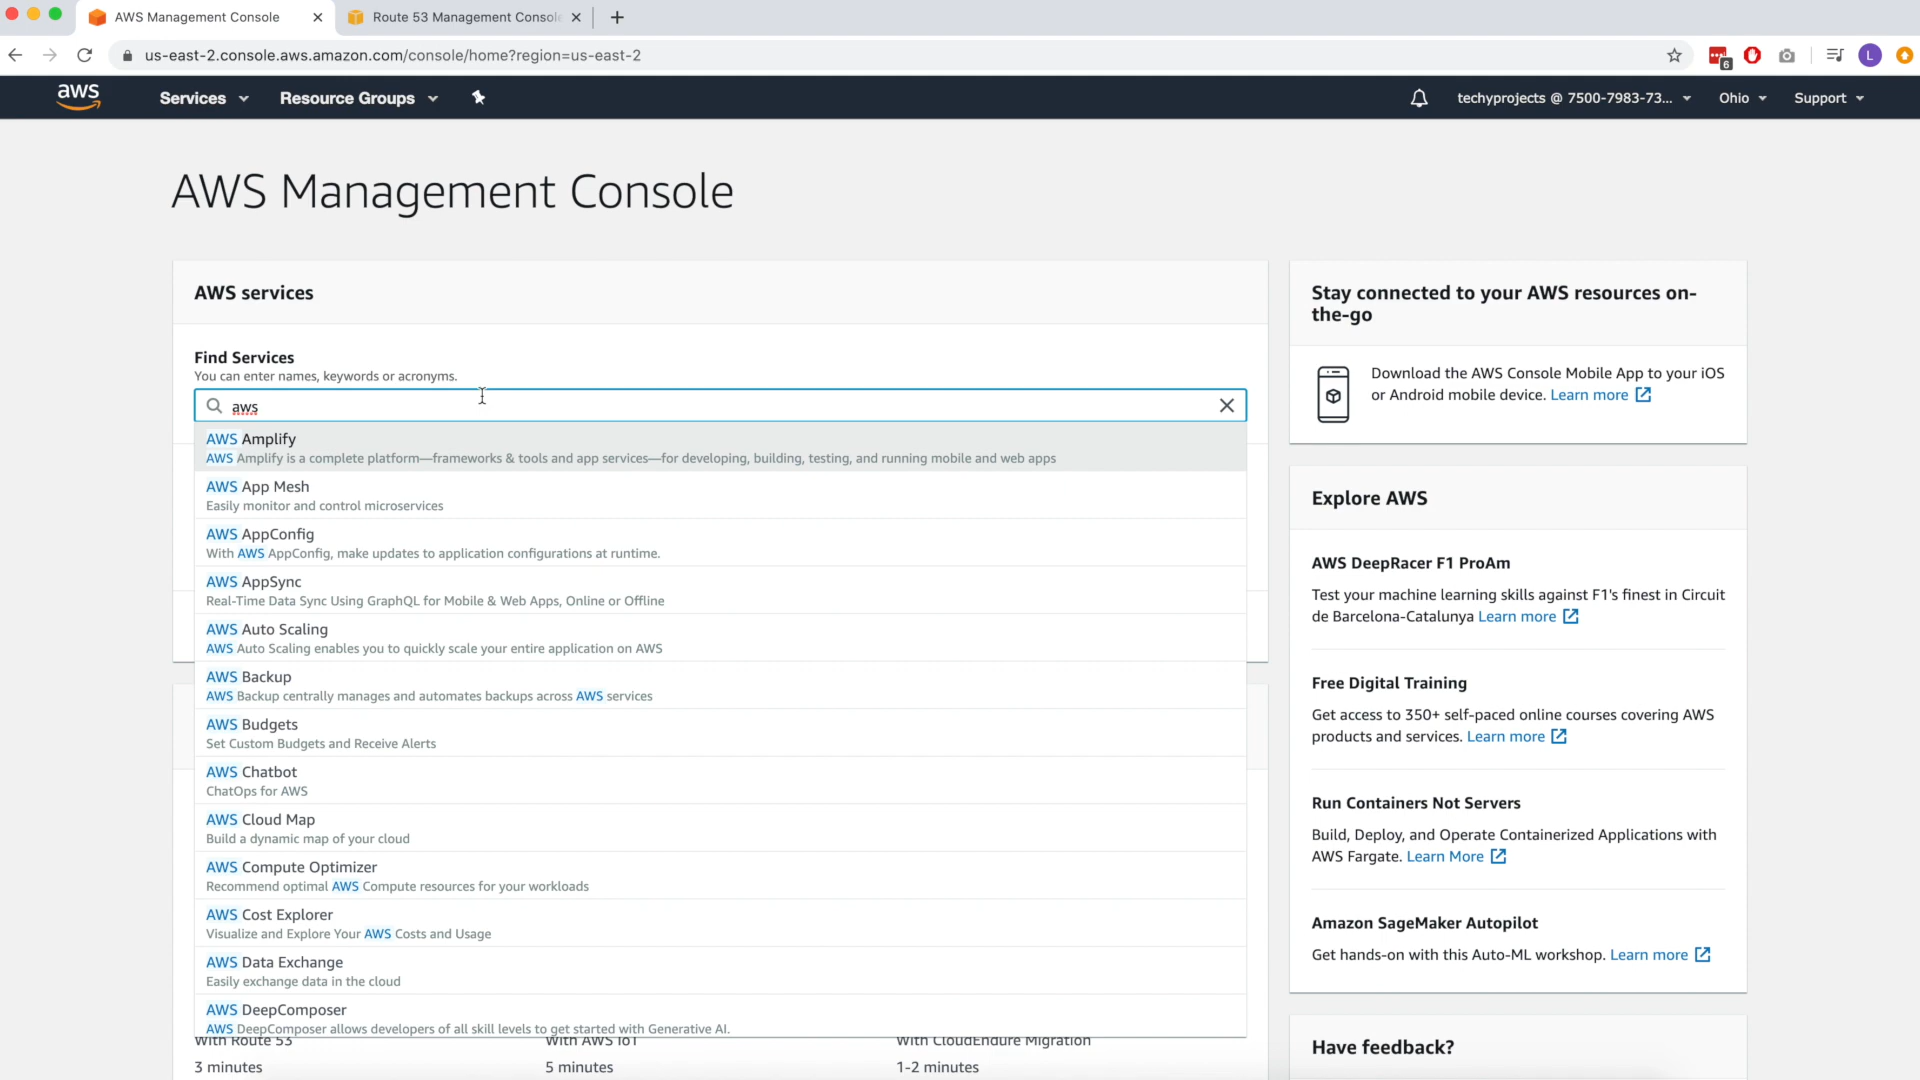 AWS Management Console
Route 53 Management Console
us-east-2.console.aws.amazon.com/console/home?region=us-east-2
6
L
aws
Services
Resource Groups
techyprojects @ 7500-7983-73...
Ohio
Support
AWS Management Console
AWS services
Find Services
You can enter names, keywords or acronyms.
aws
AWS Amplify
AWS Amplify is a complete platform—frameworks & tools and app services—for developing, building, testing, and running mobile and web apps
AWS App Mesh
Easily monitor and control microservices
AWS AppConfig
With AWS AppConfig, make updates to application configurations at runtime.
AWS AppSync
Real-Time Data Sync Using GraphQL for Mobile & Web Apps, Online or Offline
AWS Auto Scaling
AWS Auto Scaling enables you to quickly scale your entire application on AWS
AWS Backup
AWS Backup centrally manages and automates backups across AWS services
AWS Budgets
Set Custom Budgets and Receive Alerts
AWS Chatbot
ChatOps for AWS
AWS Cloud Map
Build a dynamic map of your cloud
AWS Compute Optimizer
Recommend optimal AWS Compute resources for your workloads
AWS Cost Explorer
Visualize and Explore Your AWS Costs and Usage
AWS Data Exchange
Easily exchange data in the cloud
AWS DeepComposer
AWS DeepComposer allows developers of all skill levels to get started with Generative AI.
With Route 53
With AWS IoT
With CloudEndure Migration
3 minutes
5 minutes
1-2 minutes
Stay connected to your AWS resources on-
the-go
Download the AWS Console Mobile App to your iOS
or Android mobile device. Learn more
Explore AWS
AWS DeepRacer F1 ProAm
Test your machine learning skills against F1's finest in Circuit
de Barcelona-Catalunya Learn more
Free Digital Training
Get access to 350+ self-paced online courses covering AWS
products and services. Learn more
Run Containers Not Servers
Build, Deploy, and Operate Containerized Applications with
AWS Fargate. Learn More
Amazon SageMaker Autopilot
Get hands-on with this Auto-ML workshop. Learn more
Have feedback?